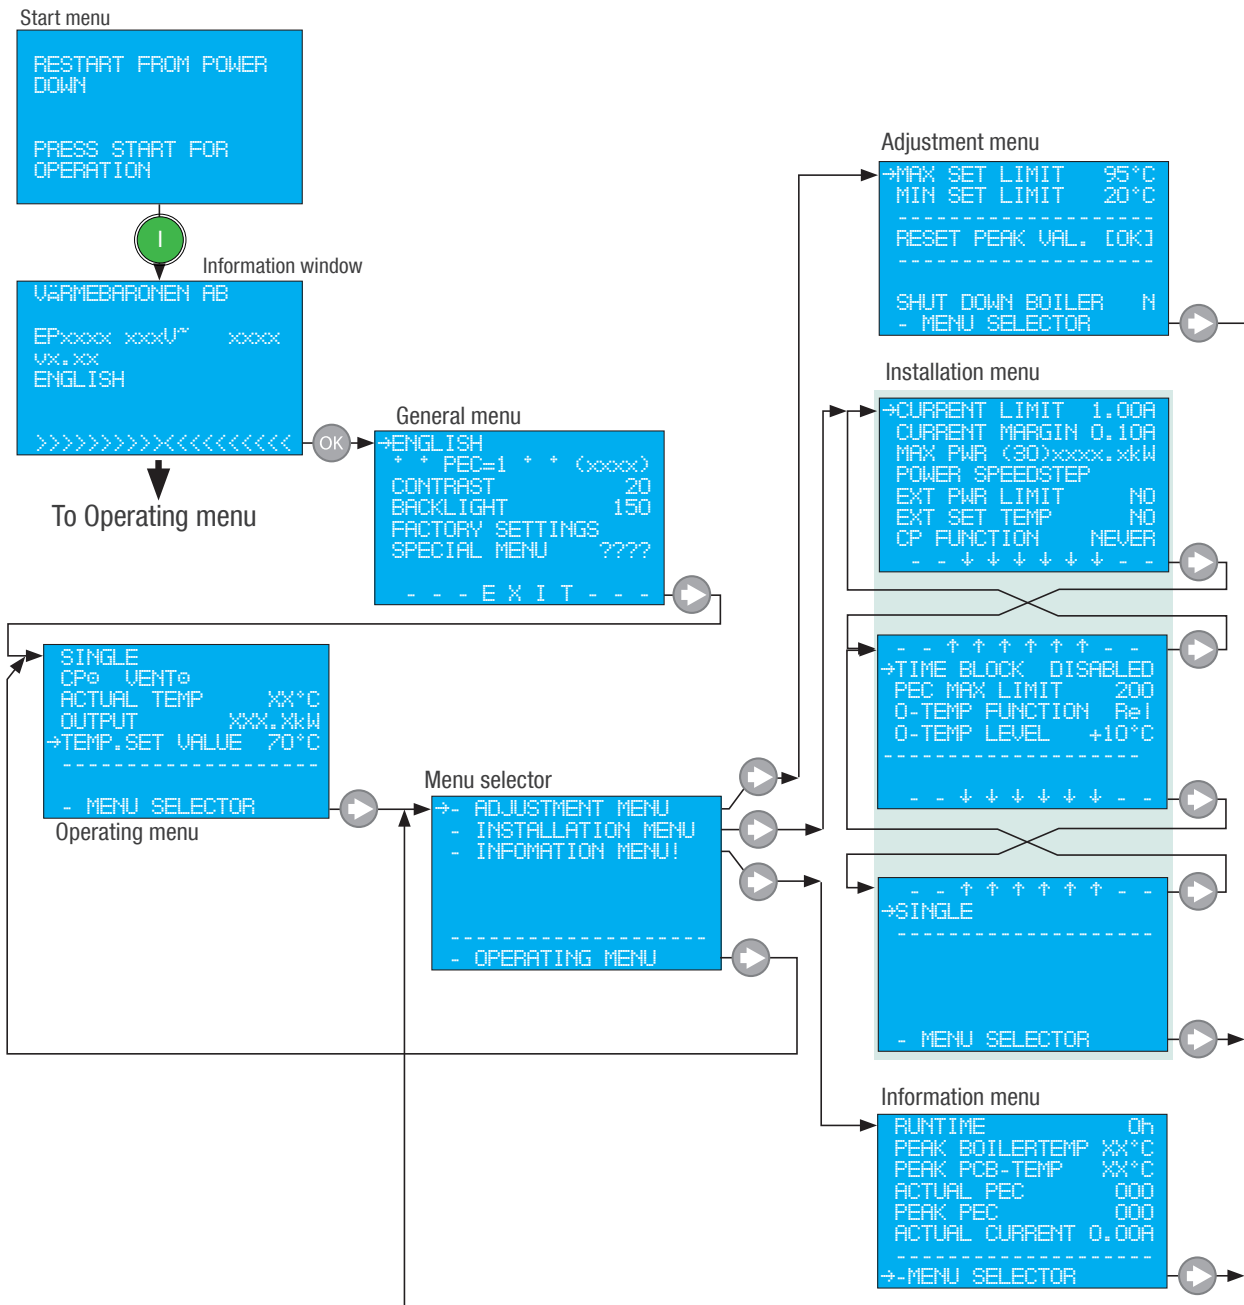 Start menu
RESTART FROM POWER
DOWN
PRESS START FOR
OPERATION
I
Information window
VÄRMEBARONEN AB
EPxxxx xxxV~ xxxx
vx.xx
ENGLISH
>>>>>>>>>><<<<<<<<<<
OK
To Operating menu
General menu
→ENGLISH
* * PEC=1 * * (xxxx)
CONTRAST 20
BACKLIGHT 150
FACTORY SETTINGS
SPECIAL MENU ????
- - - E X I T - - -
SINGLE
CP⊙ VENT⊙
ACTUAL TEMP XX°C
OUTPUT XXX.XkW
→TEMP.SET VALUE 70°C
--------------------
- MENU SELECTOR
Operating menu
Menu selector
→- ADJUSTMENT MENU
- INSTALLATION MENU
- INFOMATION MENU!
--------------------
- OPERATING MENU
Adjustment menu
→MAX SET LIMIT 95°C
MIN SET LIMIT 20°C
--------------------
RESET PEAK VAL. [OK]
--------------------
SHUT DOWN BOILER N
- MENU SELECTOR
Installation menu
→CURRENT LIMIT 1.00A
CURRENT MARGIN 0.10A
MAX PWR (30)xxxx.xkW
POWER SPEEDSTEP
EXT PWR LIMIT NO
EXT SET TEMP NO
CP FUNCTION NEVER
- - ↓ ↓ ↓ ↓ ↓ ↓ - -
- - ↑ ↑ ↑ ↑ ↑ ↑ - -
→TIME BLOCK DISABLED
PEC MAX LIMIT 200
O-TEMP FUNCTION Rel
O-TEMP LEVEL +10°C
--------------------
- - ↓ ↓ ↓ ↓ ↓ ↓ - -
- - ↑ ↑ ↑ ↑ ↑ ↑ - -
→SINGLE
--------------------
- MENU SELECTOR
Information menu
RUNTIME 0h
PEAK BOILERTEMP XX°C
PEAK PCB-TEMP XX°C
ACTUAL PEC 000
PEAK PEC 000
ACTUAL CURRENT 0.00A
--------------------
→-MENU SELECTOR